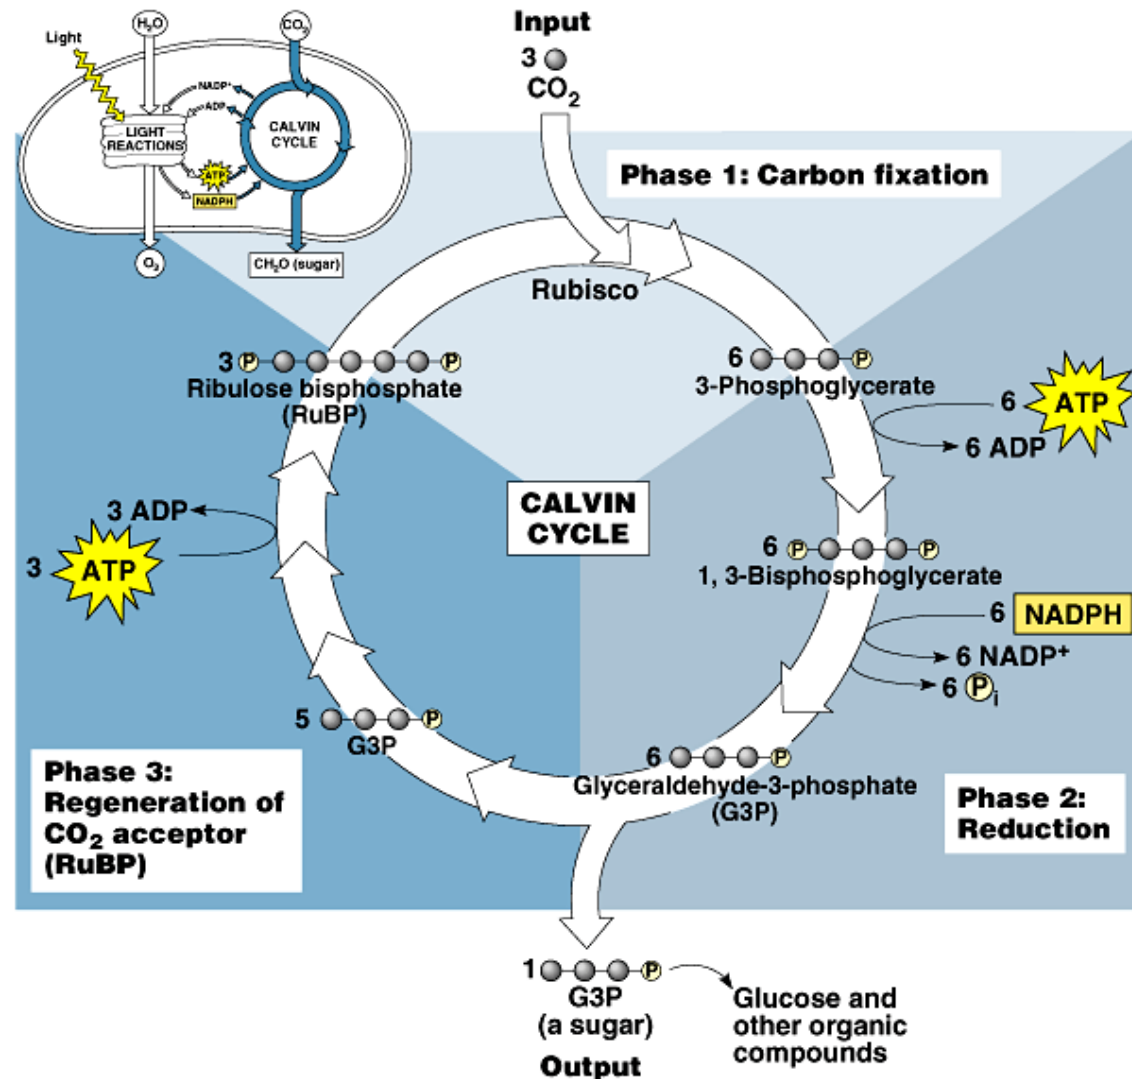 H₂O
CO₂
Light
NADP⁺
ADP
LIGHT
REACTIONS
CALVIN
CYCLE
ATP
NADPH
O₂
CH₂O (sugar)
Input
3
CO₂
Phase 1: Carbon fixation
Rubisco
3 P P
Ribulose bisphosphate
(RuBP)
6 P
3-Phosphoglycerate
6 ATP
6 ADP
CALVIN
CYCLE
3 ADP
3 ATP
6 P P
1, 3-Bisphosphoglycerate
6 NADPH
6 NADP⁺
6 Pᵢ
5 P
G3P
6 P
Glyceraldehyde-3-phosphate
(G3P)
Phase 3:
Regeneration of
CO₂ acceptor
(RuBP)
Phase 2:
Reduction
1 P
G3P
(a sugar)
Output
Glucose and
other organic
compounds